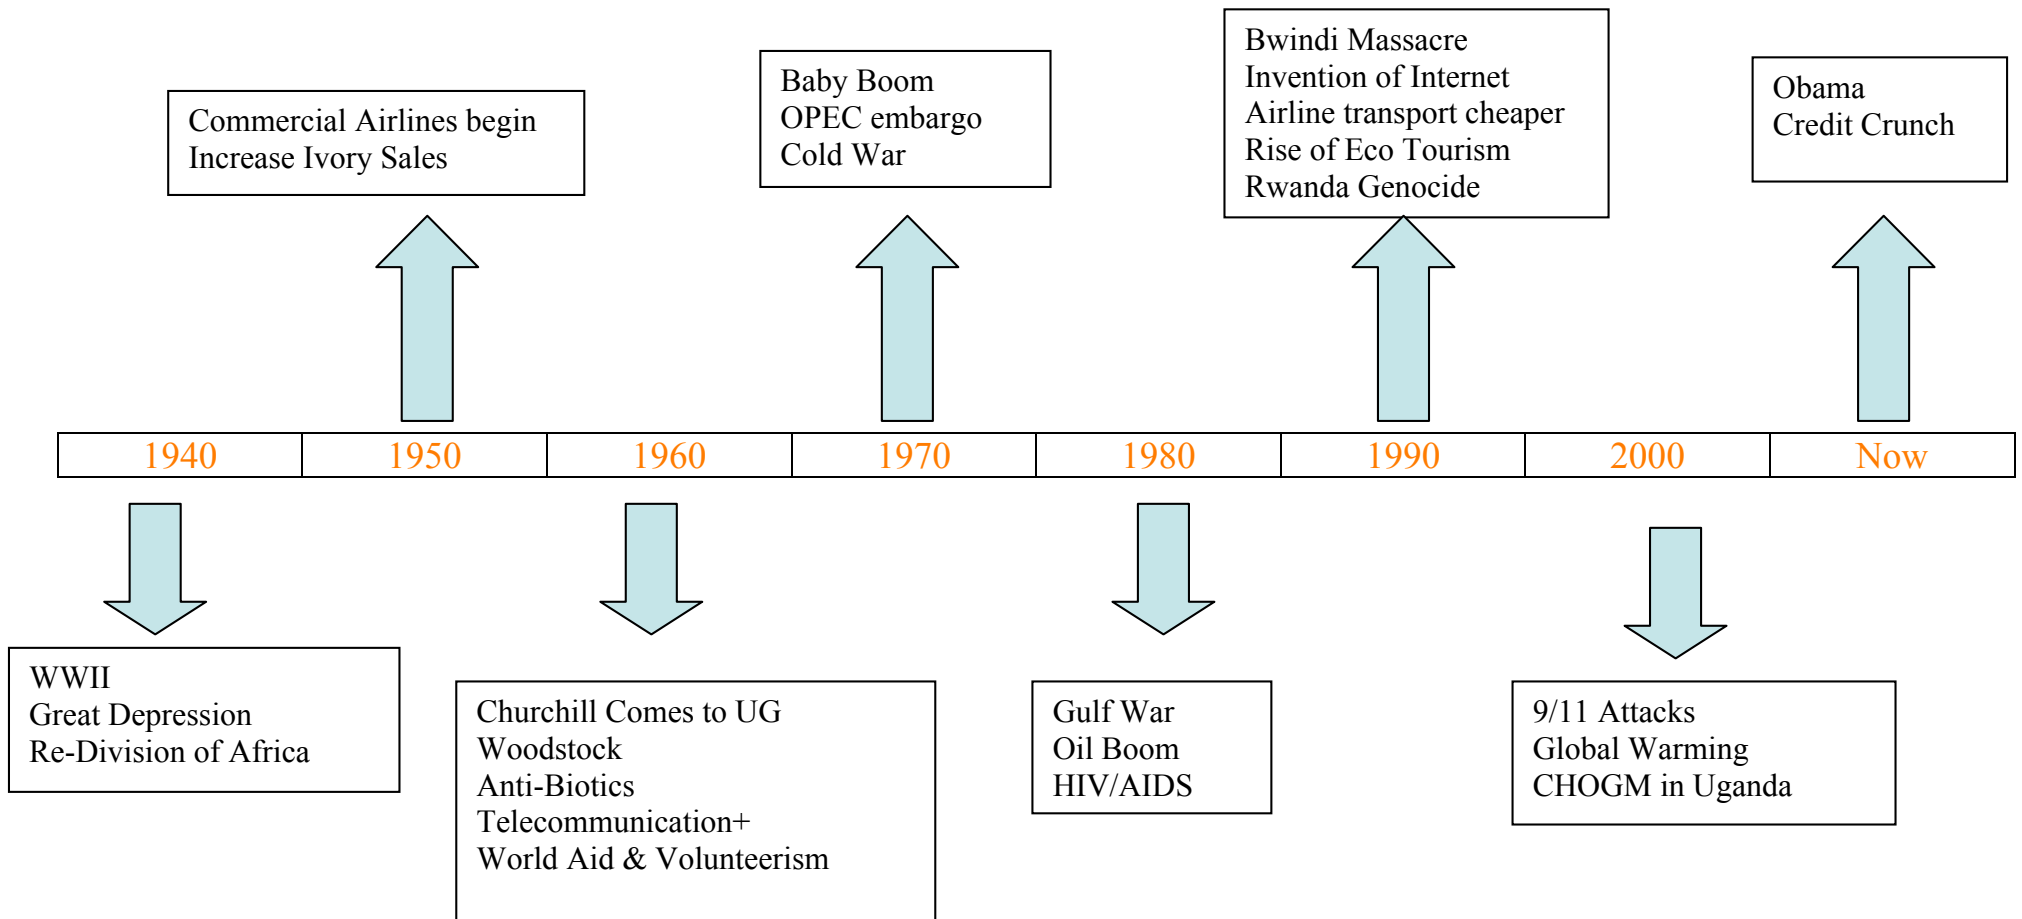 Commercial Airlines begin
Increase Ivory Sales
Baby Boom
OPEC embargo
Cold War
Bwindi Massacre
Invention of Internet
Airline transport cheaper
Rise of Eco Tourism
Rwanda Genocide
Obama
Credit Crunch
1940 1950 1960 1970 1980 1990 2000 Now
WWII
Great Depression
Re-Division of Africa
Churchill Comes to UG
Woodstock
Anti-Biotics
Telecommunication+
World Aid & Volunteerism
Gulf War
Oil Boom
HIV/AIDS
9/11 Attacks
Global Warming
CHOGM in Uganda